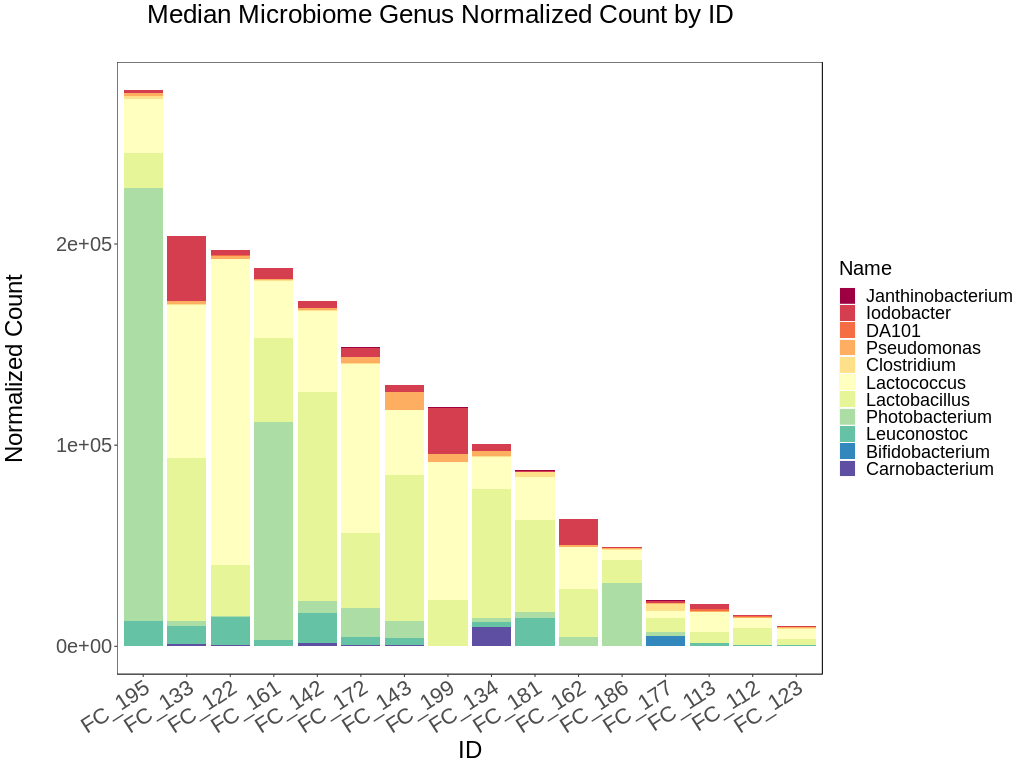 Median Microbiome Genus Normalized Count by ID
Normalized Count
2e+05
1e+05
0e+00
FC_195
FC_133
FC_122
FC_161
FC_142
FC_172
FC_143
FC_199
FC_134
FC_181
FC_162
FC_186
FC_177
FC_113
FC_112
FC_123
ID
Name
Janthinobacterium
Iodobacter
DA101
Pseudomonas
Clostridium
Lactococcus
Lactobacillus
Photobacterium
Leuconostoc
Bifidobacterium
Carnobacterium